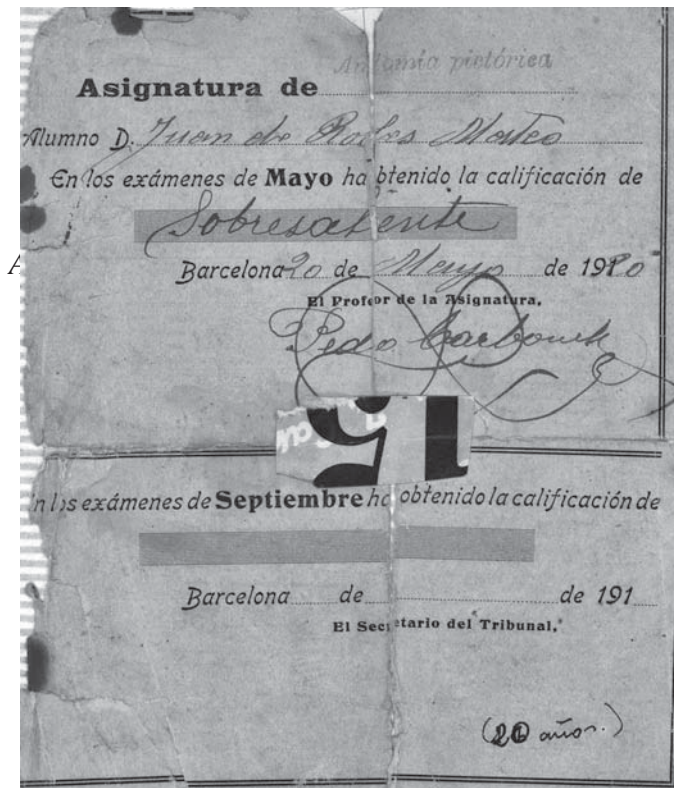 Anatomía pictórica
Asignatura de
Alumno D. Juan de Mateo
En los exámenes de Mayo ha btenido la calificación de
Sobresaliente
Barcelona 20 de Mayo de 1920
El Profesor de la Asignatura,
Pedro Carbonell
15
En los exámenes de Septiembre ha obtenido la calificación de
Barcelona de de 191
El Secretario del Tribunal,
(20 años.)